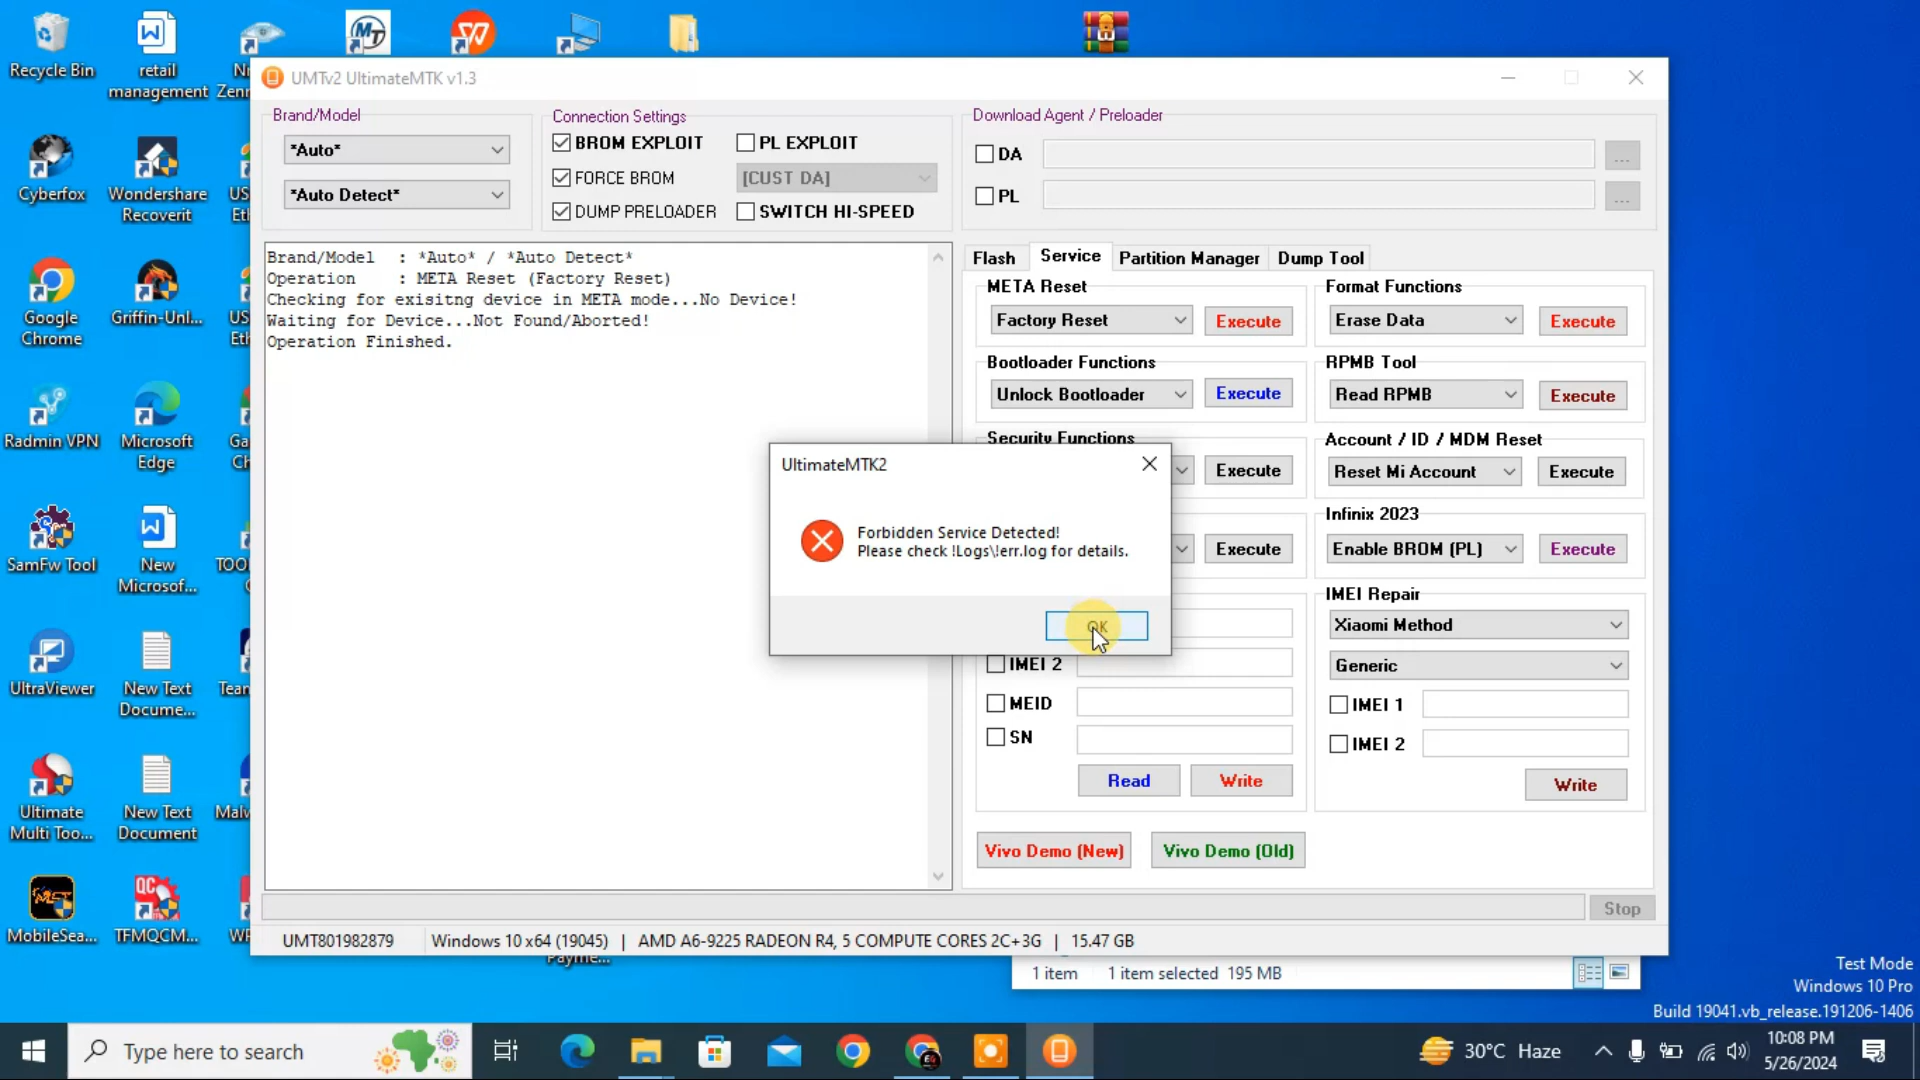 Recycle Bin
retail
management
Zenr
Cyberfox
Wondershare
Recoverit
Google
Chrome
Griffin-Unl...
Radmin VPN
Microsoft
Edge
SamFw Tool
New
Microsof...
UltraViewer
New Text
Docume...
Ultimate
Multi Too...
New Text
Document
MobileSea...
TFMQCM...
UMTv2 UltimateMTK v1.3
Brand/Model
*Auto*
*Auto Detect*
Connection Settings
BROM EXPLOIT
PL EXPLOIT
FORCE BROM
[CUST DA]
DUMP PRELOADER
SWITCH HI-SPEED
Download Agent / Preloader
DA
...
PL
...
Brand/Model : *Auto* / *Auto Detect*
Operation : META Reset (Factory Reset)
Checking for exisitng device in META mode...No Device!
Waiting for Device...Not Found/Aborted!
Operation Finished.
Flash
Service
Partition Manager
Dump Tool
META Reset
Factory Reset
Execute
Format Functions
Erase Data
Execute
Bootloader Functions
Unlock Bootloader
Execute
RPMB Tool
Read RPMB
Execute
Security Functions
Execute
Account / ID / MDM Reset
Reset Mi Account
Execute
Execute
Infinix 2023
Enable BROM (PL)
Execute
IMEI 2
MEID
SN
Read
Write
IMEI Repair
Xiaomi Method
Generic
IMEI 1
IMEI 2
Write
Vivo Demo (New)
Vivo Demo (Old)
UltimateMTK2
Forbidden Service Detected!
Please check !Logs\!err.log for details.
OK
Stop
UMT801982879
Windows 10 x64 (19045) | AMD A6-9225 RADEON R4, 5 COMPUTE CORES 2C+3G | 15.47 GB
Payme...
1 item
1 item selected 195 MB
Test Mode
Windows 10 Pro
Build 19041.vb_release.191206-1406
Type here to search
30°C Haze
10:08 PM
5/26/2024